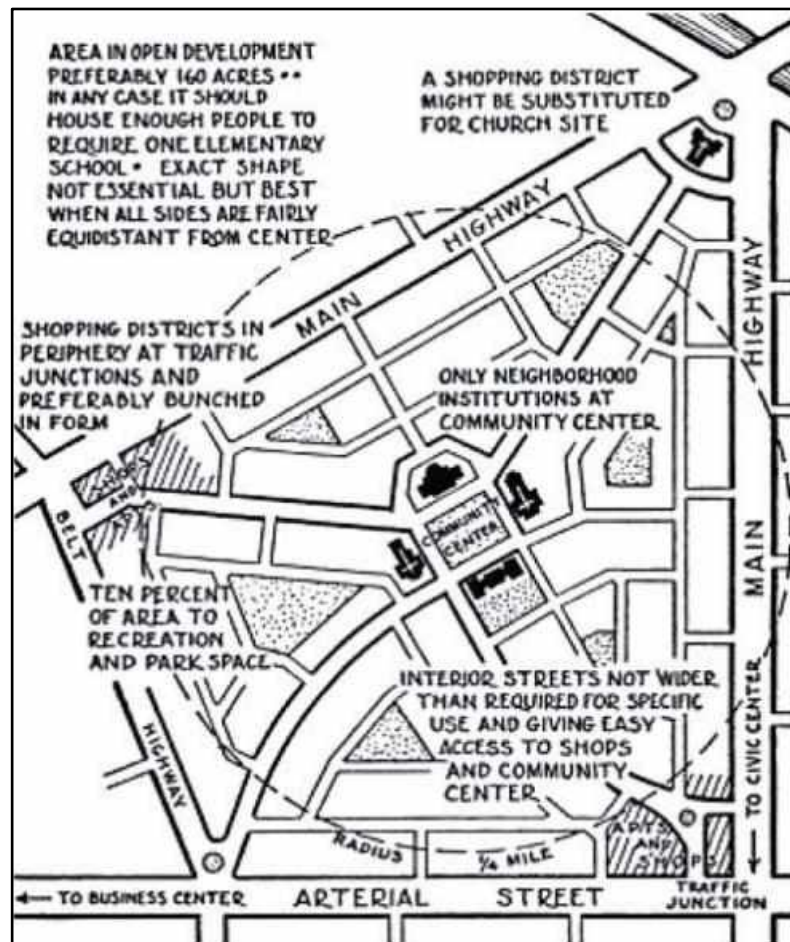 AREA IN OPEN DEVELOPMENT
PREFERABLY 160 ACRES ••
IN ANY CASE IT SHOULD
HOUSE ENOUGH PEOPLE TO
REQUIRE ONE ELEMENTARY
SCHOOL • EXACT SHAPE
NOT ESSENTIAL BUT BEST
WHEN ALL SIDES ARE FAIRLY
EQUIDISTANT FROM CENTER
A SHOPPING DISTRICT
MIGHT BE SUBSTITUTED
FOR CHURCH SITE
MAIN HIGHWAY
HIGHWAY
MAIN
SHOPPING DISTRICTS IN
PERIPHERY AT TRAFFIC
JUNCTIONS AND
PREFERABLY BUNCHED
IN FORM
ONLY NEIGHBORHOOD
INSTITUTIONS AT
COMMUNITY CENTER
AND
BELT
HIGHWAY
COMMUNITY
CENTER
TEN PERCENT
OF AREA TO
RECREATION
AND PARK SPACE
INTERIOR STREETS NOT WIDER
THAN REQUIRED FOR SPECIFIC
USE AND GIVING EASY
ACCESS TO SHOPS
AND COMMUNITY
CENTER
TO CIVIC CENTER
RADIUS 1/4 MILE
APTS
AND
SHOPS
TRAFFIC
JUNCTION
TO BUSINESS CENTER
ARTERIAL STREET